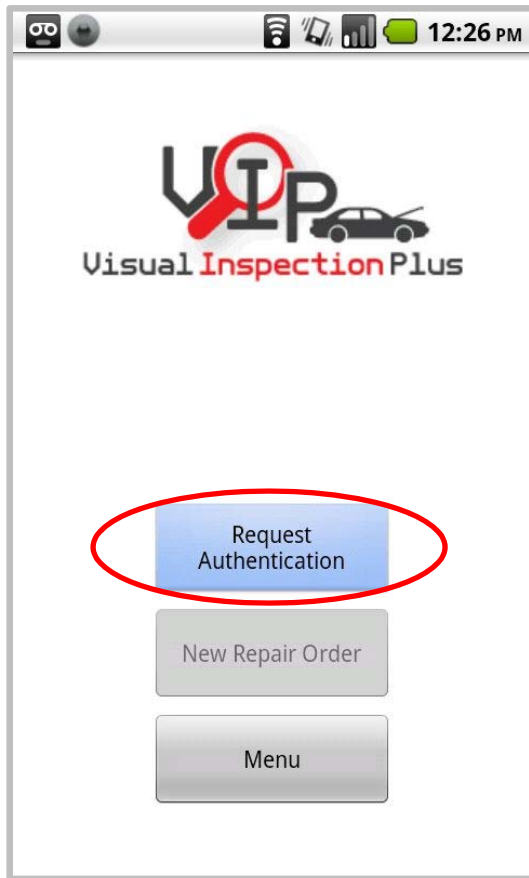 12:26 PM
VIP
Visual Inspection Plus
Request
Authentication
New Repair Order
Menu